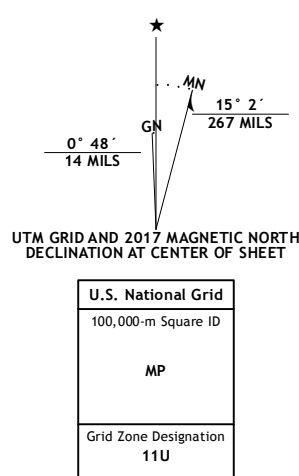 ★
MN
GN
15° 2´
267 MILS
0° 48´
14 MILS
UTM GRID AND 2017 MAGNETIC NORTH
DECLINATION AT CENTER OF SHEET
U.S. National Grid
100,000-m Square ID
MP
Grid Zone Designation
11U